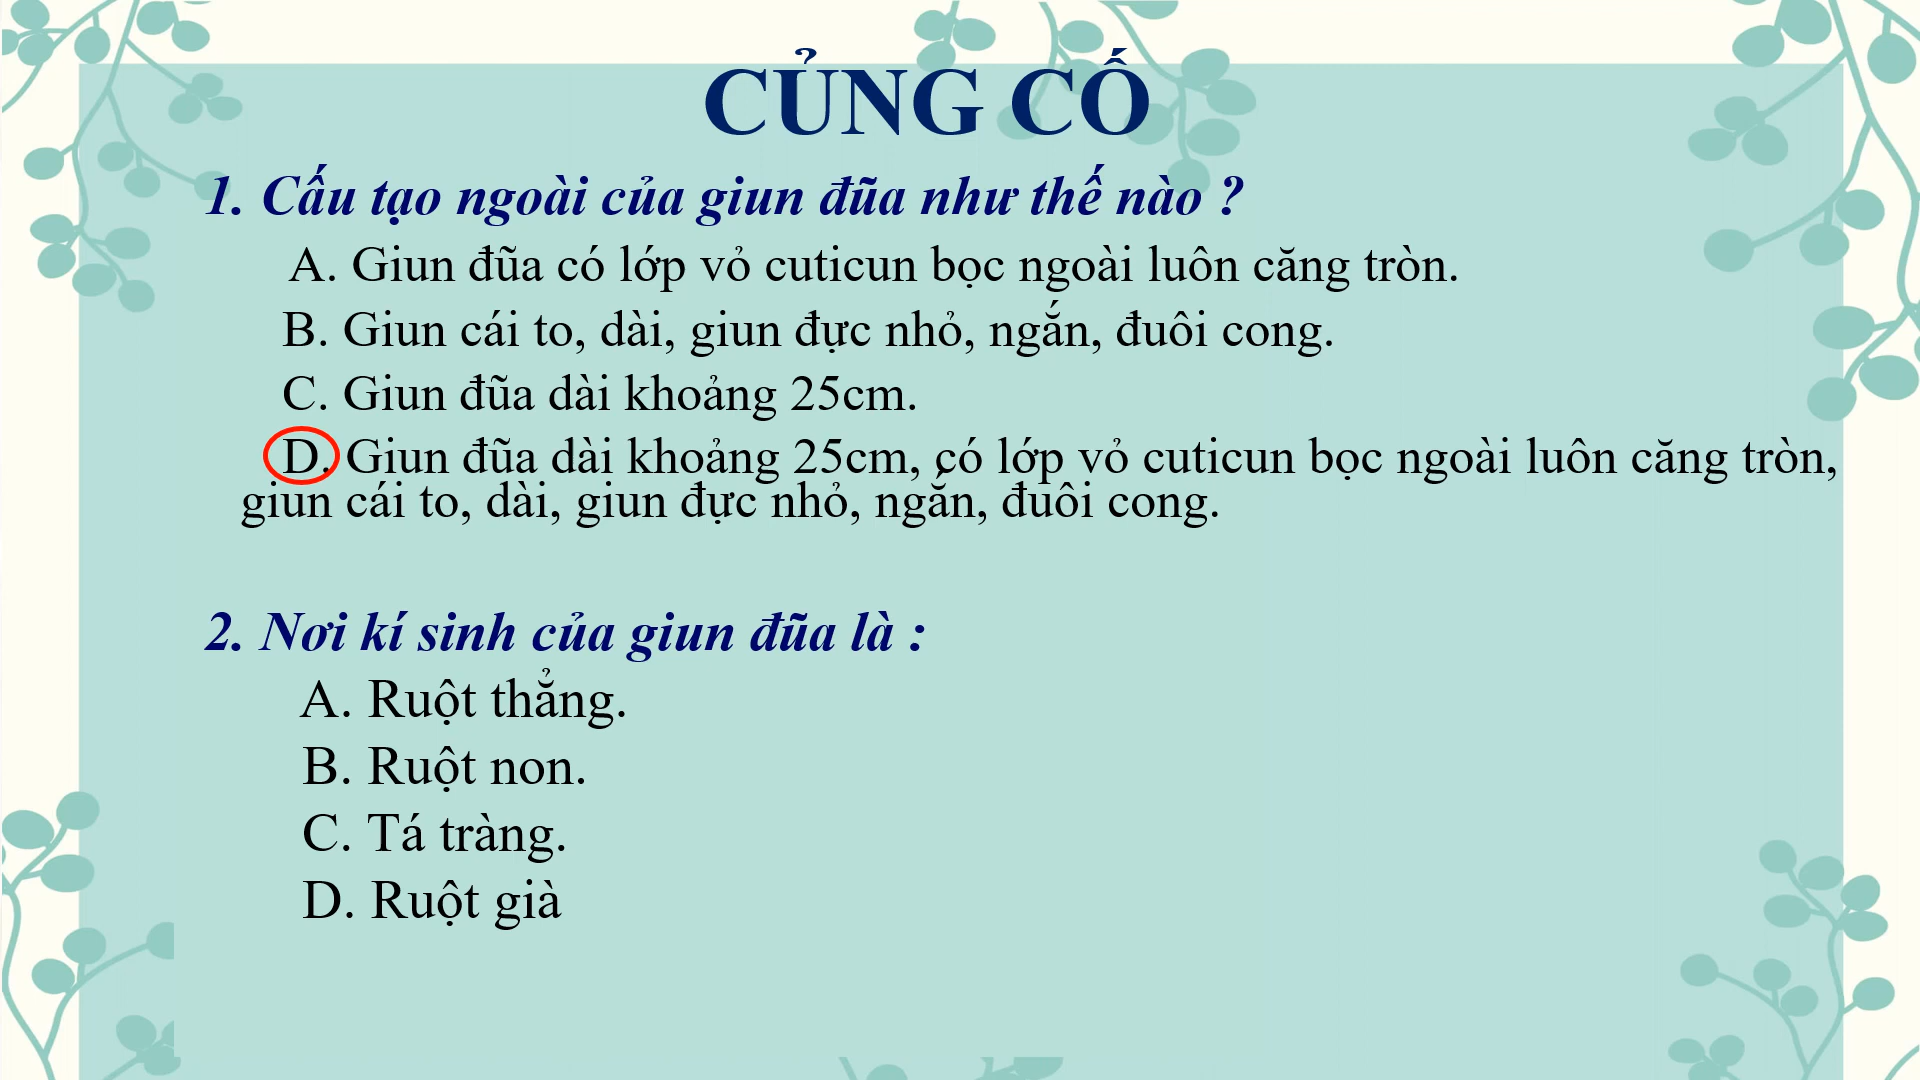 CỦNG CỐ
1. Cấu tạo ngoài của giun đũa như thế nào ?
A. Giun đũa có lớp vỏ cuticun bọc ngoài luôn căng tròn.
B. Giun cái to, dài, giun đực nhỏ, ngắn, đuôi cong.
C. Giun đũa dài khoảng 25cm.
D. Giun đũa dài khoảng 25cm, có lớp vỏ cuticun bọc ngoài luôn căng tròn,
giun cái to, dài, giun đực nhỏ, ngắn, đuôi cong.
2. Nơi kí sinh của giun đũa là :
A. Ruột thẳng.
B. Ruột non.
C. Tá tràng.
D. Ruột già